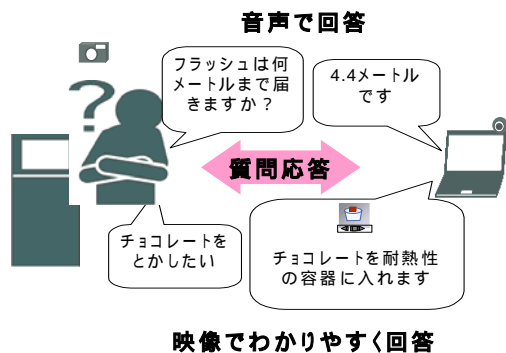 音声で回答
フラッシュは何
メートルまで届
きますか？
4.4メートル
です
?
質問応答
チョコレートを
とかしたい
チョコレートを耐熱性
の容器に入れます
映像でわかりやすく回答